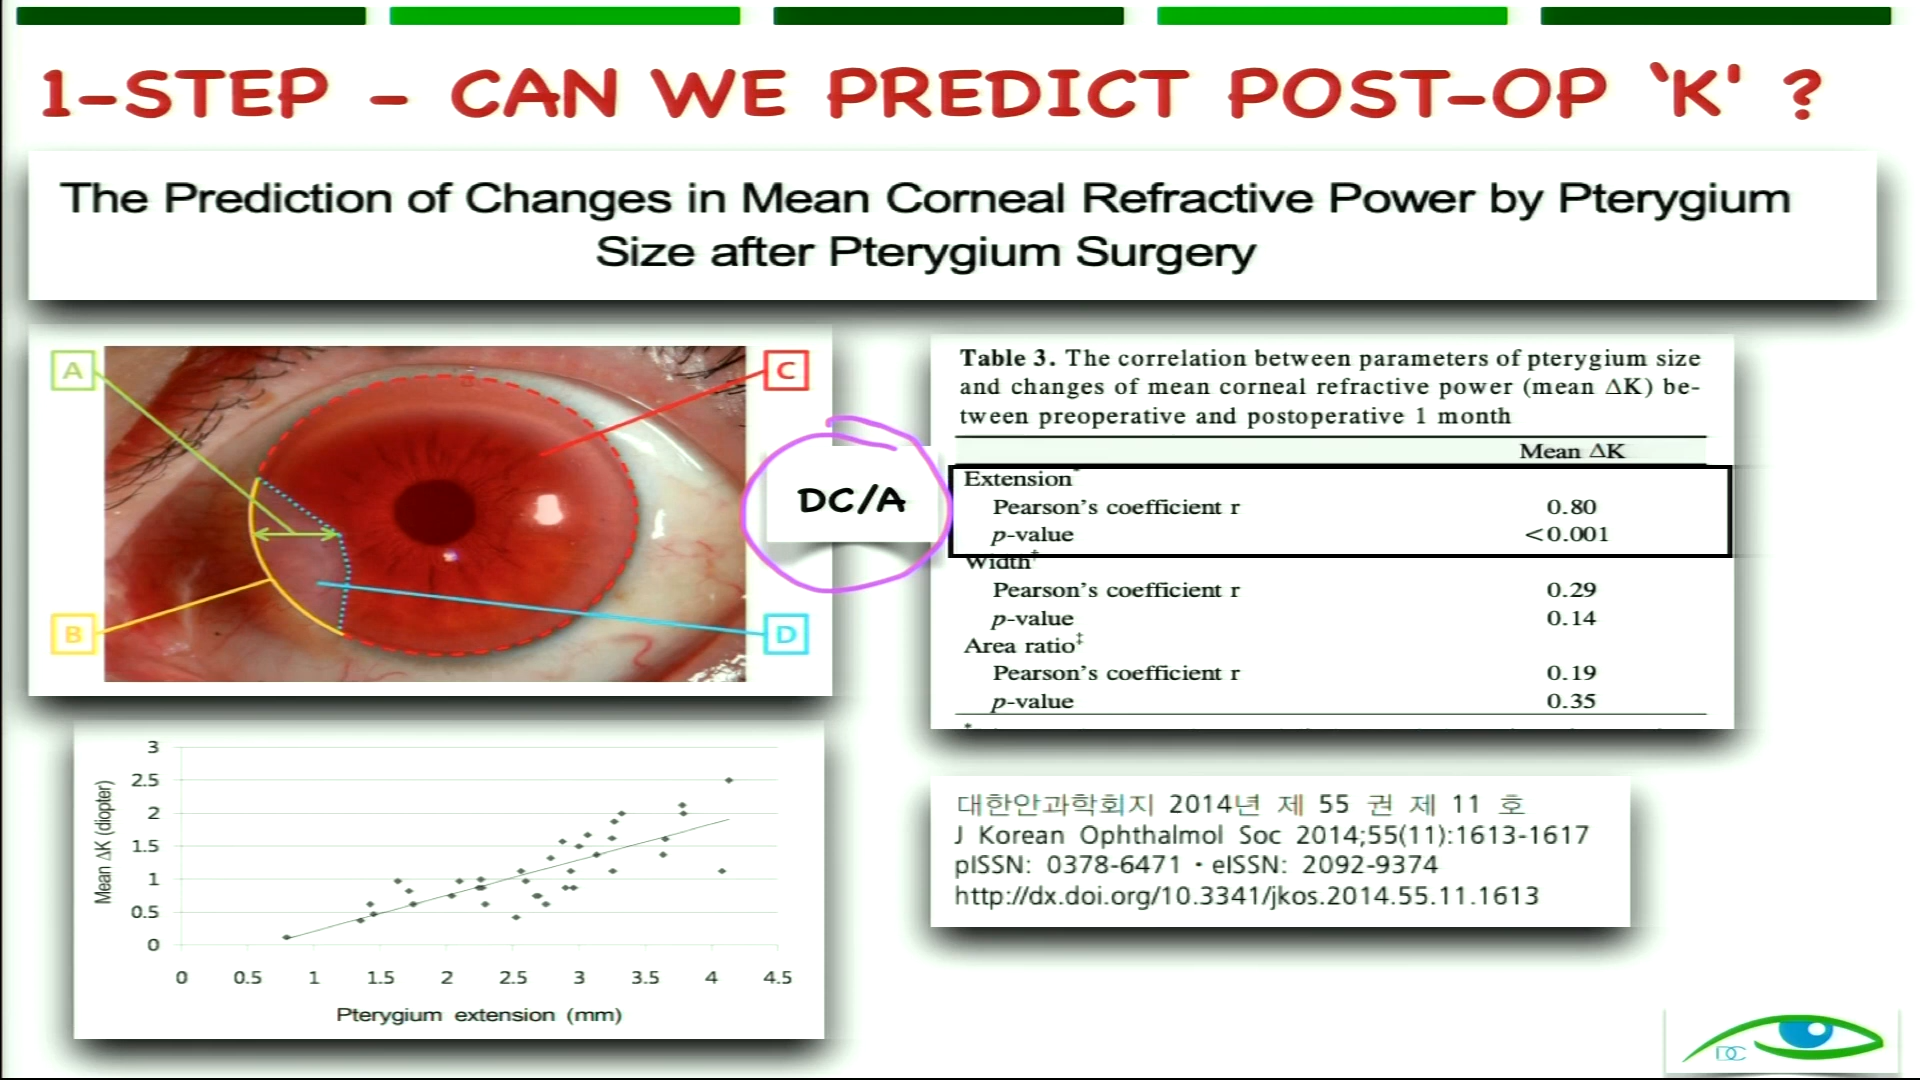 1-STEP - CAN WE PREDICT POST-OP 'K' ?
The Prediction of Changes in Mean Corneal Refractive Power by Pterygium
Size after Pterygium Surgery
A
C
B
D
DC/A
Table 3. The correlation between parameters of pterygium size
and changes of mean corneal refractive power (mean ΔK) be-
tween preoperative and postoperative 1 month
Mean ΔK
Extension*
Pearson's coefficient r 0.80
p-value <0.001
Width†
Pearson's coefficient r 0.29
p-value 0.14
Area ratio‡
Pearson's coefficient r 0.19
p-value 0.35
Mean ΔK (diopter)
3
2.5
2
1.5
1
0.5
0
0 0.5 1 1.5 2 2.5 3 3.5 4 4.5
Pterygium extension (mm)
대한안과학회지 2014년 제 55 권 제 11 호
J Korean Ophthalmol Soc 2014;55(11):1613-1617
pISSN: 0378-6471 · eISSN: 2092-9374
http://dx.doi.org/10.3341/jkos.2014.55.11.1613
DC